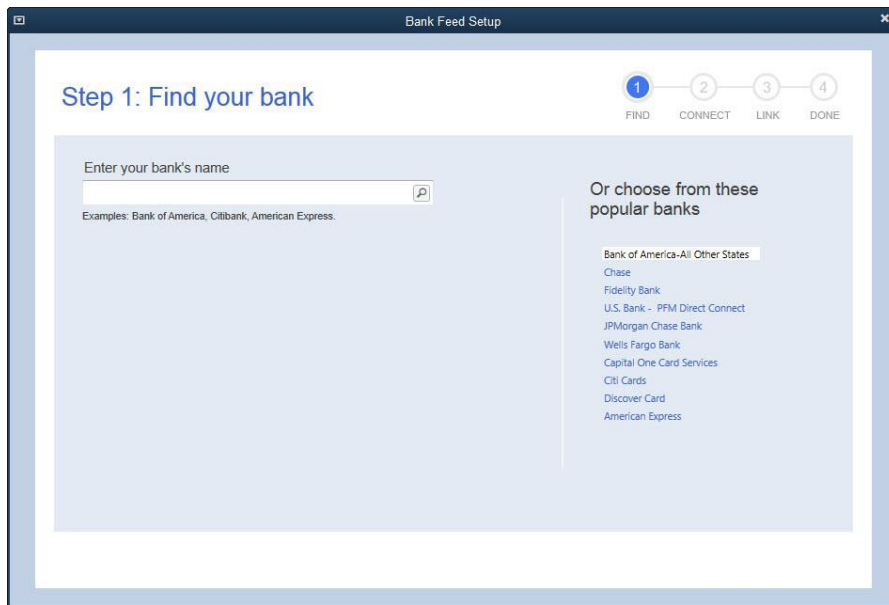 Bank Feed Setup
Step 1: Find your bank
1 2 3 4
FIND CONNECT LINK DONE
Enter your bank's name
Examples: Bank of America, Citibank, American Express.
Or choose from these
popular banks
Bank of America-All Other States
Chase
Fidelity Bank
U.S. Bank - PFM Direct Connect
JPMorgan Chase Bank
Wells Fargo Bank
Capital One Card Services
Citi Cards
Discover Card
American Express